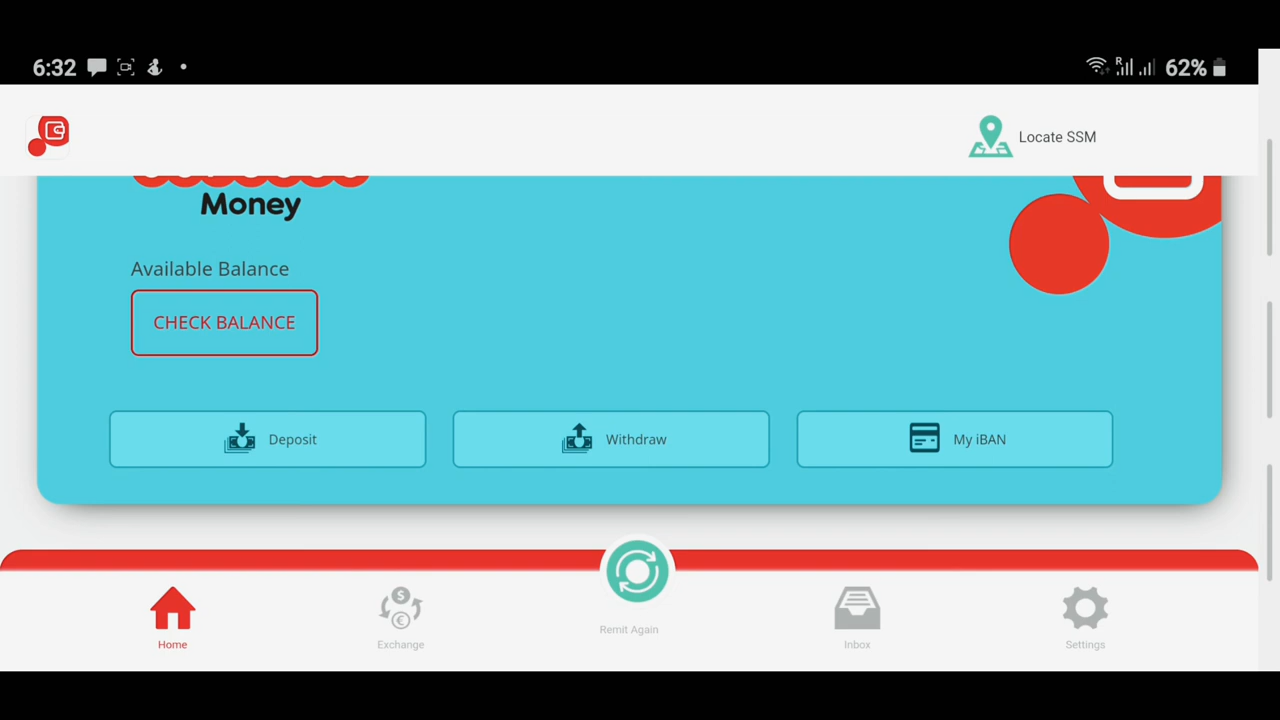 6:32
R
62%
Locate SSM
Money
Available Balance
CHECK BALANCE
Deposit
Withdraw
My iBAN
Home
Exchange
Remit Again
Inbox
Settings